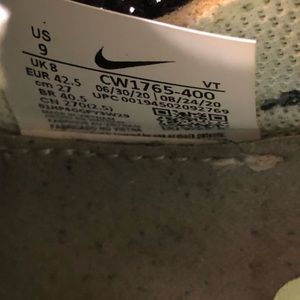 US
9
UK 8
EUR 42.5
cm 27
BR 40.5
CN 270(2.5)
VT
CW1765-400
06/30/20 | 08/24/20
UPC 00194502092769